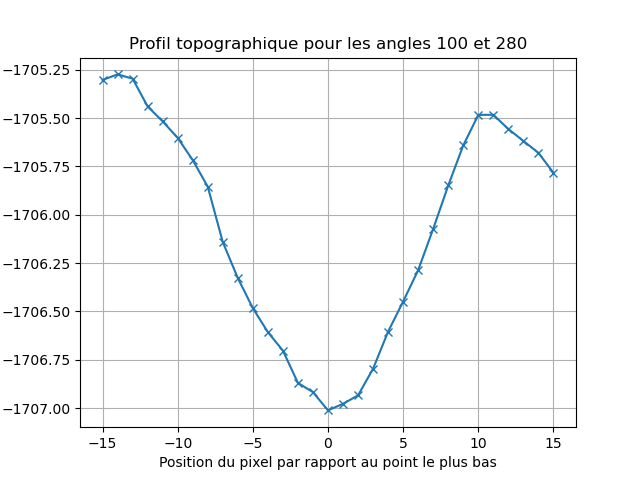 Profil topographique pour les angles 100 et 280
−1705.25
−1705.50
−1705.75
−1706.00
−1706.25
−1706.50
−1706.75
−1707.00
−15 −10 −5 0 5 10 15
Position du pixel par rapport au point le plus bas